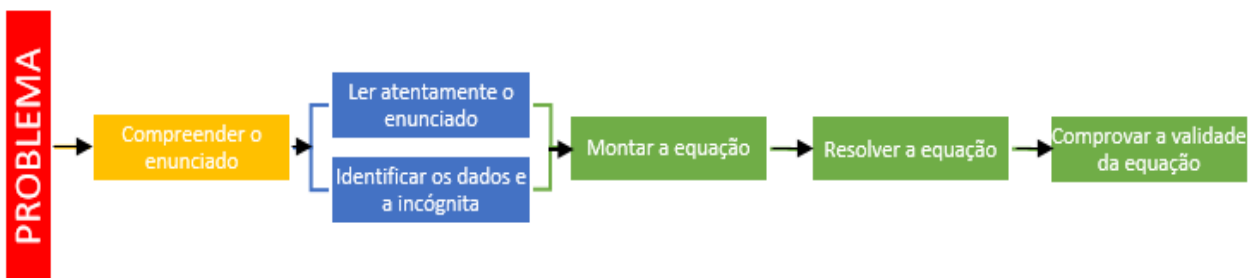 PROBLEMA
Compreender o
enunciado
Ler atentamente o
enunciado
Identificar os dados e
a incógnita
Montar a equação
Resolver a equação
Comprovar a validade
da equação